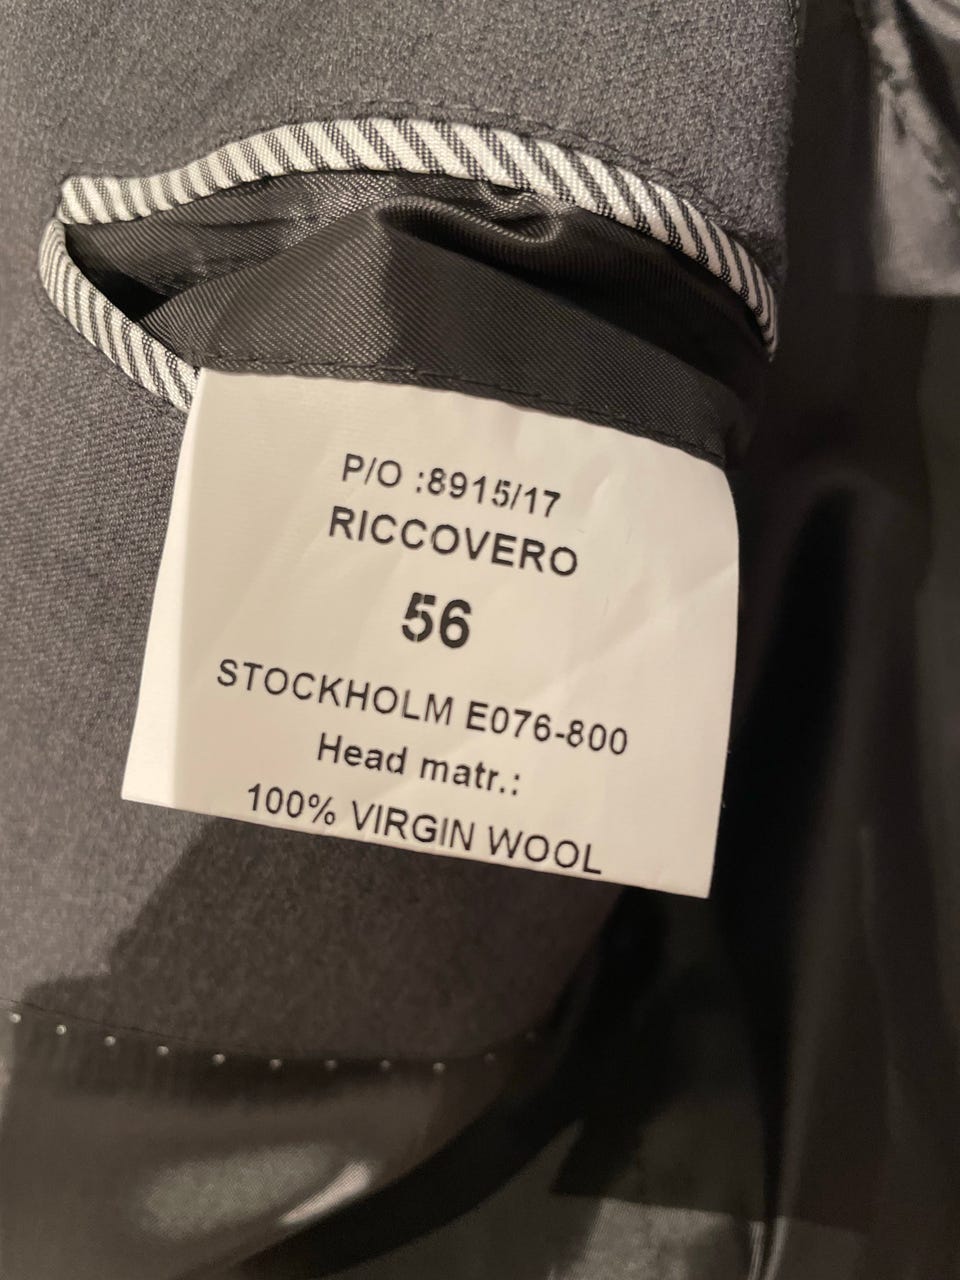 P/O :8915/17
RICCOVERO
56
STOCKHOLM E076-800
Head matr.:
100% VIRGIN WOOL